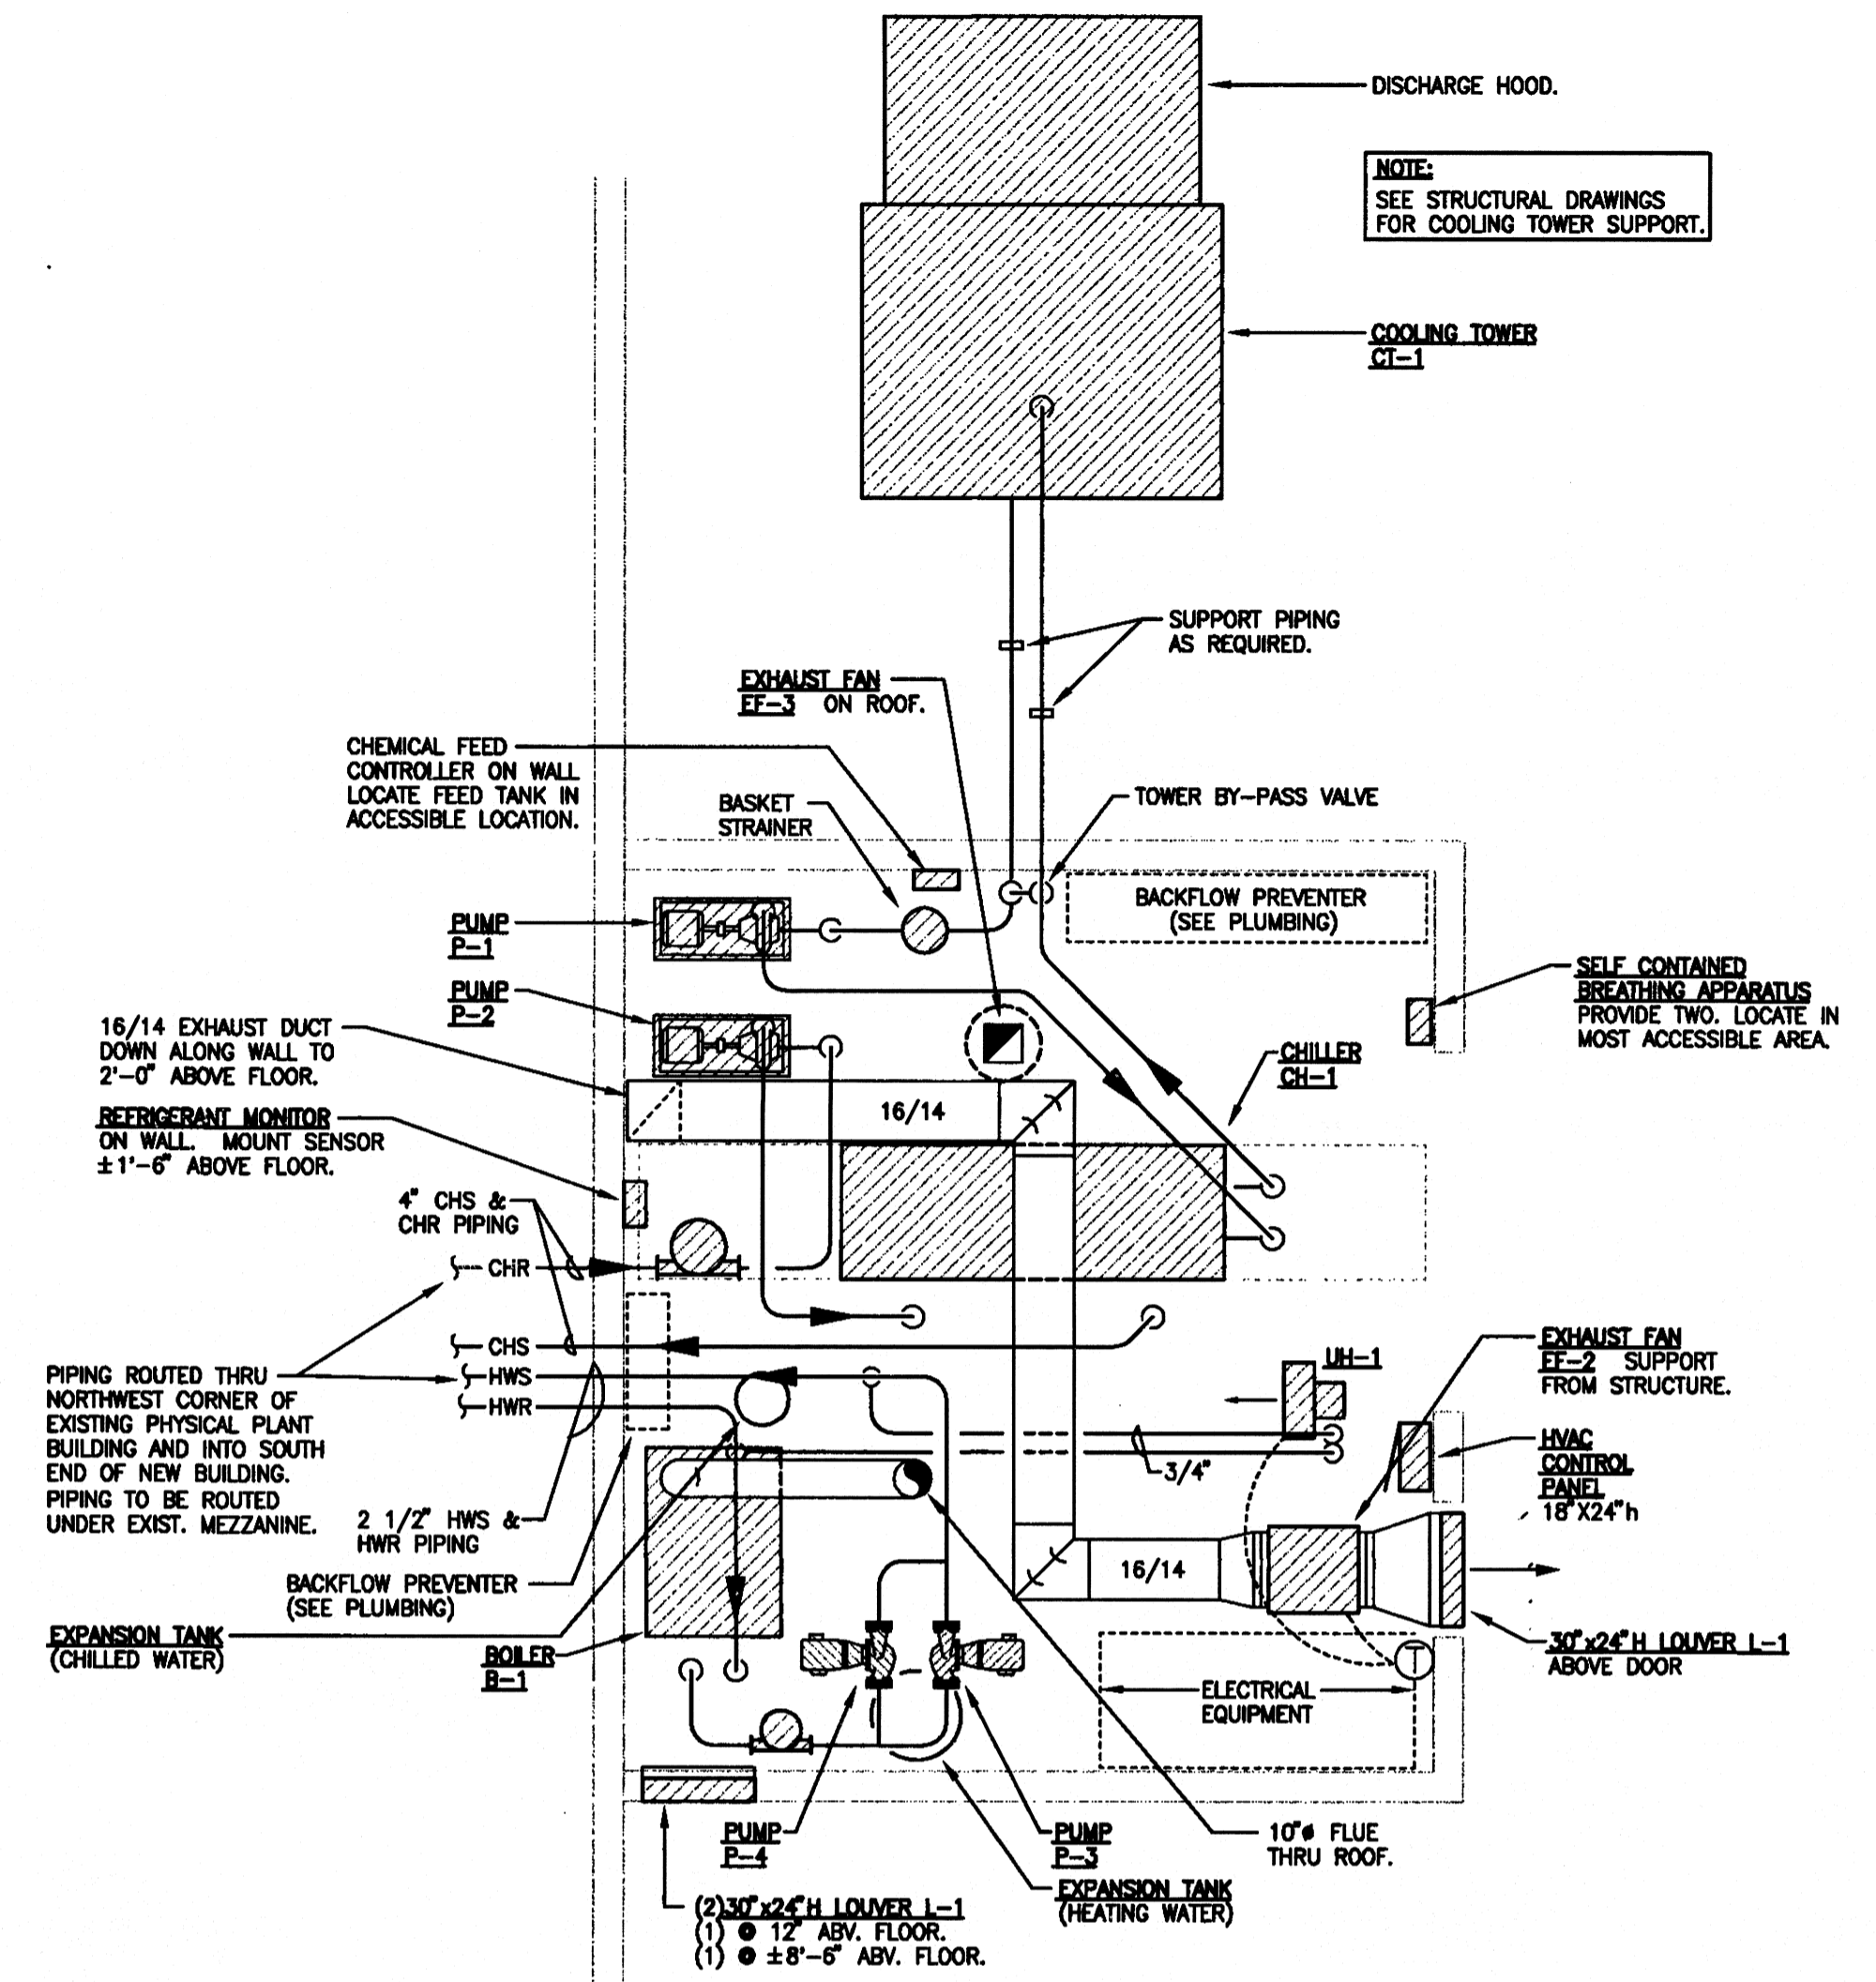 DISCHARGE HOOD.
NOTE:
SEE STRUCTURAL DRAWINGS
FOR COOLING TOWER SUPPORT.
COOLING TOWER
CT-1
SUPPORT PIPING
AS REQUIRED.
EXHAUST FAN
EF-3 ON ROOF.
CHEMICAL FEED
CONTROLLER ON WALL
LOCATE FEED TANK IN
ACCESSIBLE LOCATION.
BASKET
STRAINER
TOWER BY-PASS VALVE
BACKFLOW PREVENTER
(SEE PLUMBING)
PUMP
P-1
PUMP
P-2
SELF CONTAINED
BREATHING APPARATUS
PROVIDE TWO. LOCATE IN
MOST ACCESSIBLE AREA.
16/14 EXHAUST DUCT
DOWN ALONG WALL TO
2'-0" ABOVE FLOOR.
CHILLER
CH-1
16/14
REFRIGERANT MONITOR
ON WALL. MOUNT SENSOR
±1'-6" ABOVE FLOOR.
4" CHS &
CHR PIPING
CHR
CHS
HWS
HWR
PIPING ROUTED THRU
NORTHWEST CORNER OF
EXISTING PHYSICAL PLANT
BUILDING AND INTO SOUTH
END OF NEW BUILDING.
PIPING TO BE ROUTED
UNDER EXIST. MEZZANINE.
UH-1
EXHAUST FAN
EF-2 SUPPORT
FROM STRUCTURE.
3/4"
HVAC
CONTROL
PANEL
18"X24"h
2 1/2" HWS &
HWR PIPING
BACKFLOW PREVENTER
(SEE PLUMBING)
16/14
EXPANSION TANK
(CHILLED WATER)
BOILER
B-1
T
30"x24"H LOUVER L-1
ABOVE DOOR
ELECTRICAL
EQUIPMENT
PUMP
P-4
PUMP
P-3
10"ø FLUE
THRU ROOF.
EXPANSION TANK
(HEATING WATER)
(2)30"x24"H LOUVER L-1
(1) @ 12" ABV. FLOOR.
(1) @ ±8'-6" ABV. FLOOR.